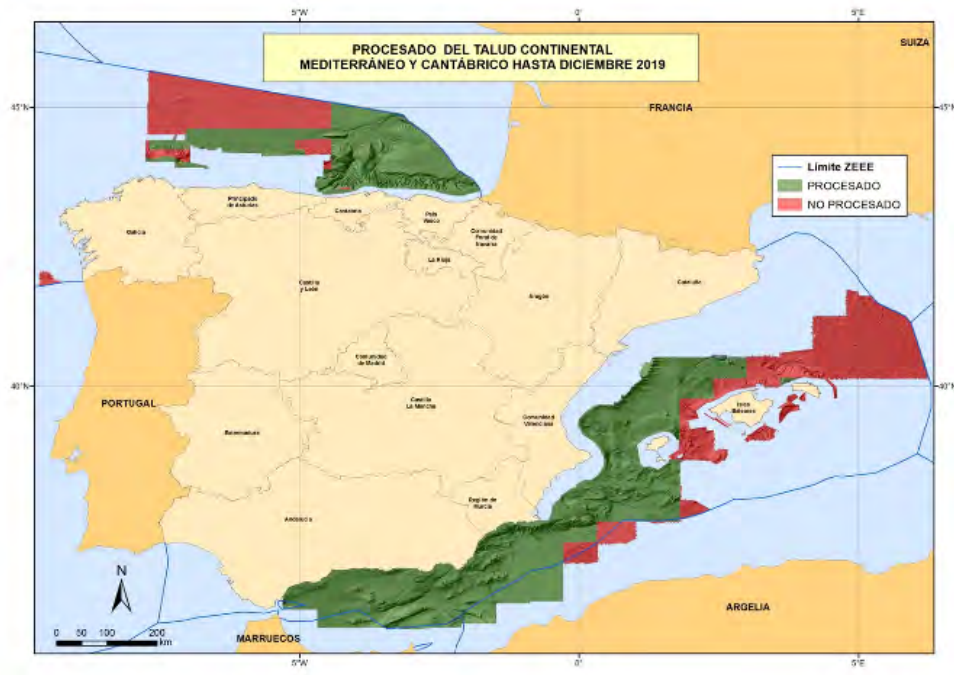 PROCESADO DEL TALUD CONTINENTAL
MEDITERRÁNEO Y CANTÁBRICO HASTA DICIEMBRE 2019
5°W
0°
5°E
SUIZA
45°N
45°N
FRANCIA
Límite ZEEE
PROCESADO
NO PROCESADO
Principado
de Asturias
Cantabria
País
Vasco
Comunidad
Foral de
Navarra
Galicia
La Rioja
Castilla
y León
Cataluña
Aragón
Comunidad
de Madrid
40°N
40°N
PORTUGAL
Castilla
La Mancha
Islas
Baleares
Comunidad
Valenciana
Extremadura
Región de
Murcia
Andalucía
N
ARGELIA
0 50 100 200
km
MARRUECOS
5°W
0°
5°E